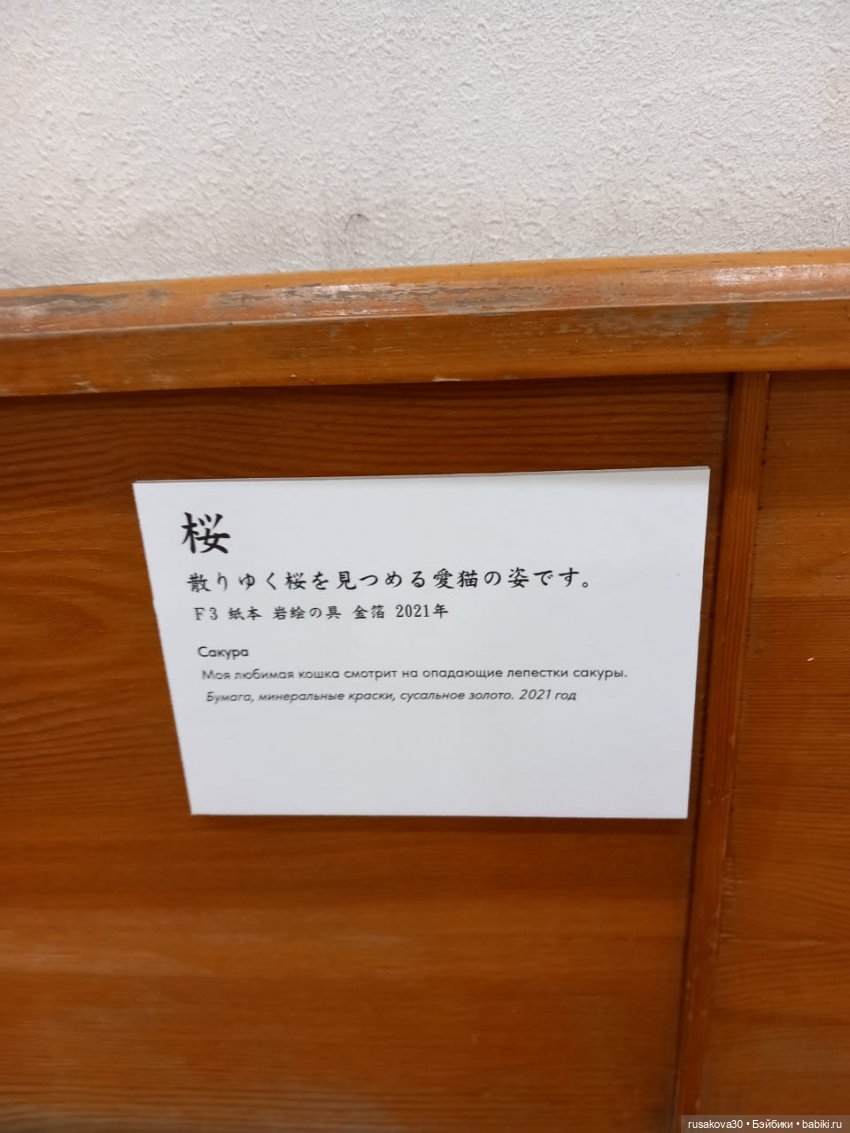 桜
散りゆく桜を見つめる愛猫の姿です。
F3 紙本 岩絵の具 金箔 2021年
Сакура
Моя любимая кошка смотрит на опадающие лепестки сакуры.
Бумага, минеральные краски, сусальное золото. 2021 год
rusakova30 • Бэйбики • babiki.ru